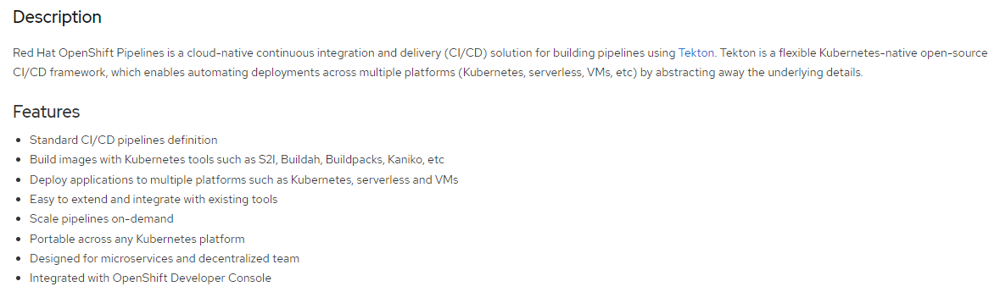 Description
Red Hat OpenShift Pipelines is a cloud-native continuous integration and delivery (CI/CD) solution for building pipelines using Tekton. Tekton is a flexible Kubernetes-native open-source
CI/CD framework, which enables automating deployments across multiple platforms (Kubernetes, serverless, VMs, etc) by abstracting away the underlying details.
Features
• Standard CI/CD pipelines definition
• Build images with Kubernetes tools such as S2I, Buildah, Buildpacks, Kaniko, etc
• Deploy applications to multiple platforms such as Kubernetes, serverless and VMs
• Easy to extend and integrate with existing tools
• Scale pipelines on-demand
• Portable across any Kubernetes platform
• Designed for microservices and decentralized team
• Integrated with OpenShift Developer Console